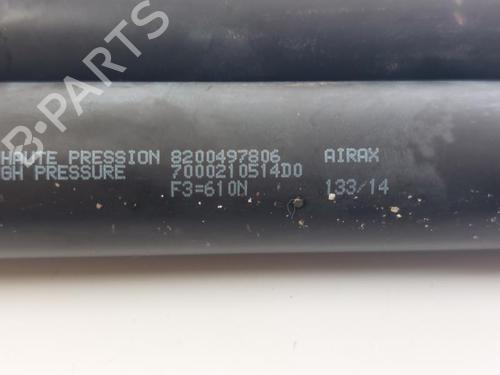 HAUTE PRESSION 8200497806 AIRAX
GH PRESSURE 7000210514D0
F3=610N 133/14
B PARTS